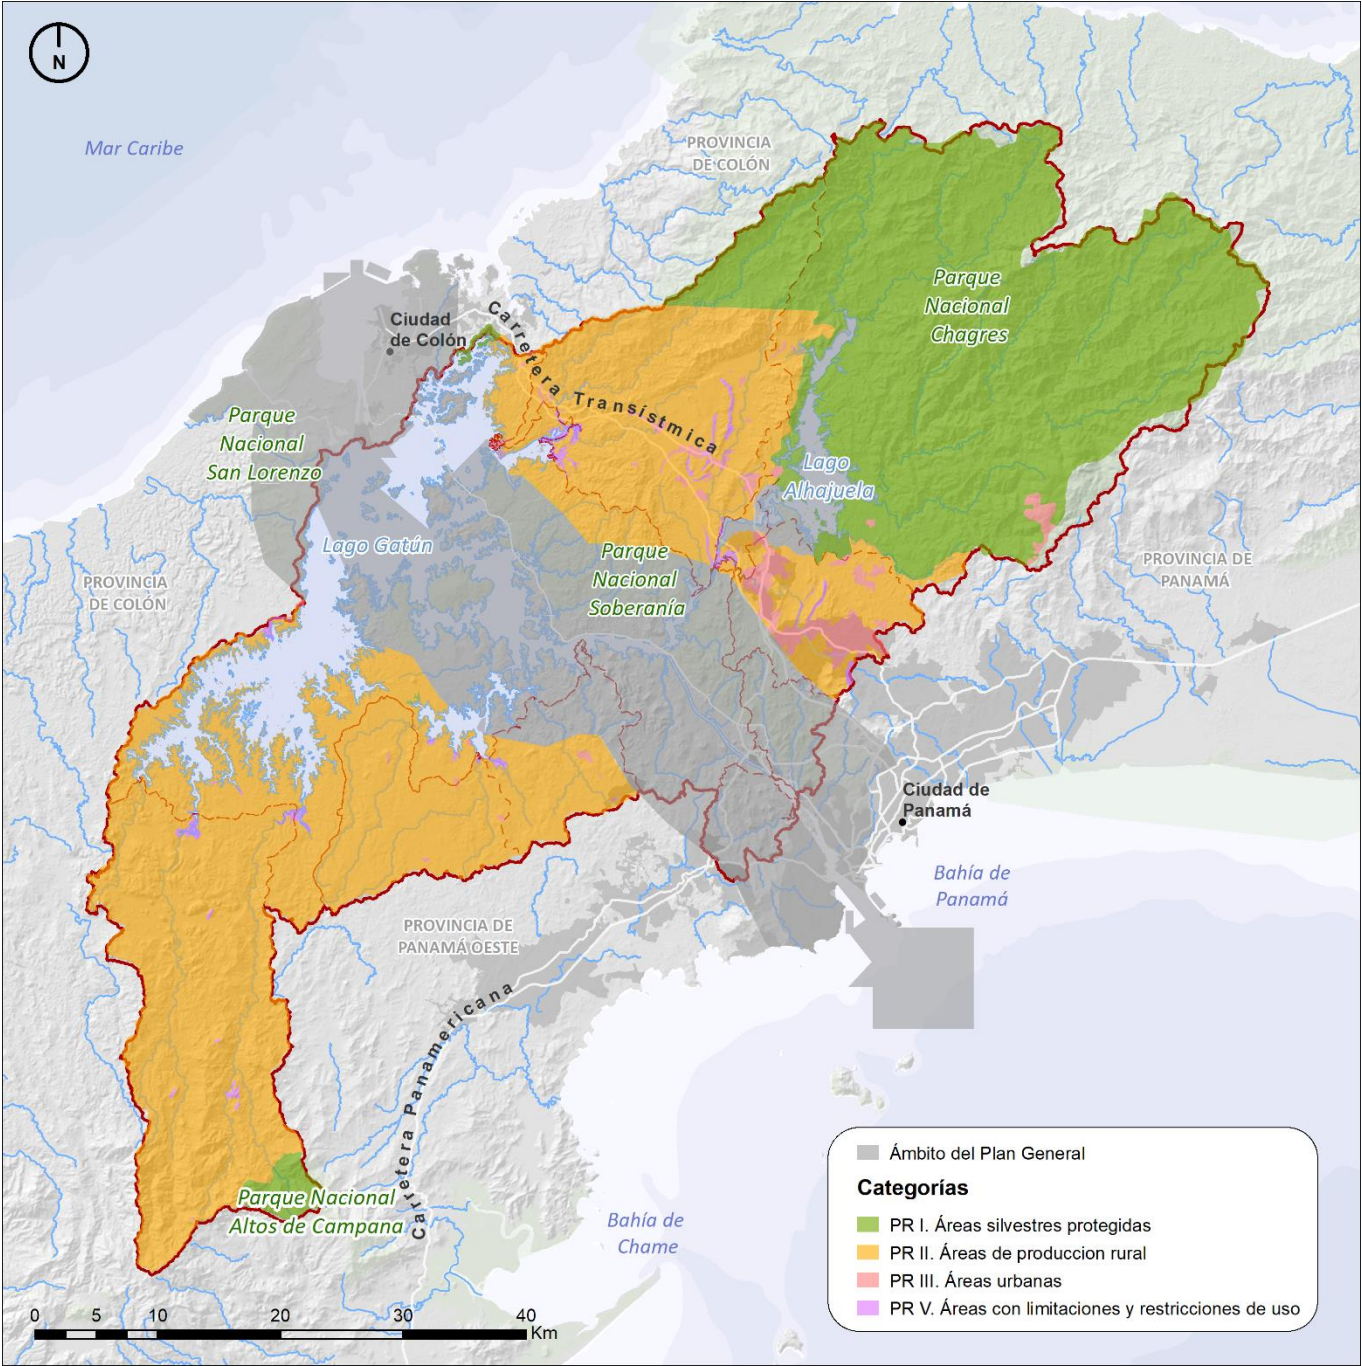 N
Mar Caribe
PROVINCIA
DE COLÓN
Parque
Nacional
Chagres
Ciudad
de Colón
Carretera Transístmica
Parque
Nacional
San Lorenzo
Lago
Alhajuela
Lago Gatún
Parque
Nacional
Soberanía
PROVINCIA
DE COLÓN
PROVINCIA DE
PANAMÁ
Ciudad de
Panamá
Bahía de
Panamá
PROVINCIA DE
PANAMÁ OESTE
Carretera Panamericana
Parque Nacional
Altos de Campana
Bahía de
Chame
Ámbito del Plan General
Categorías
PR I. Áreas silvestres protegidas
PR II. Áreas de produccion rural
PR III. Áreas urbanas
PR V. Áreas con limitaciones y restricciones de uso
0 5 10 20 30 40
Km